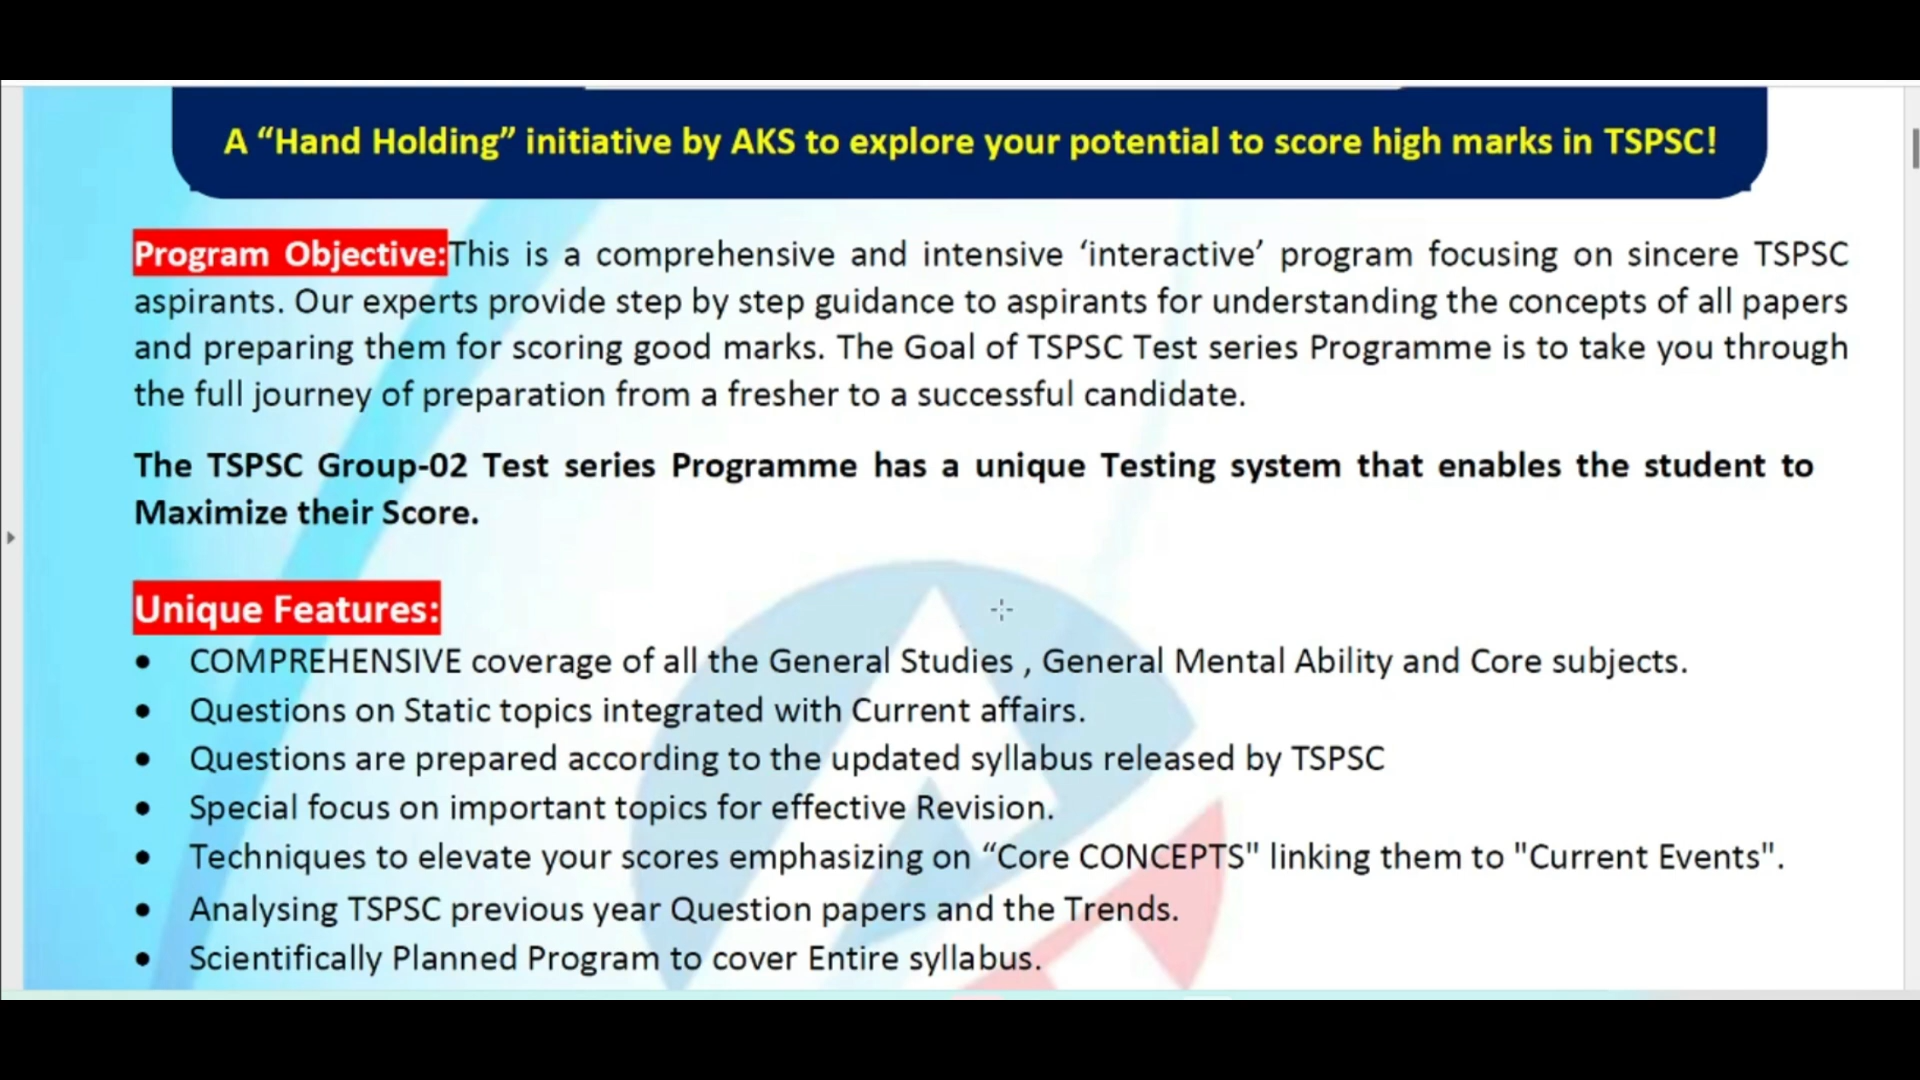 A “Hand Holding” initiative by AKS to explore your potential to score high marks in TSPSC!
Program Objective:This is a comprehensive and intensive ‘interactive’ program focusing on sincere TSPSC
aspirants. Our experts provide step by step guidance to aspirants for understanding the concepts of all papers
and preparing them for scoring good marks. The Goal of TSPSC Test series Programme is to take you through
the full journey of preparation from a fresher to a successful candidate.
The TSPSC Group-02 Test series Programme has a unique Testing system that enables the student to
Maximize their Score.
Unique Features:
• COMPREHENSIVE coverage of all the General Studies , General Mental Ability and Core subjects.
• Questions on Static topics integrated with Current affairs.
• Questions are prepared according to the updated syllabus released by TSPSC
• Special focus on important topics for effective Revision.
• Techniques to elevate your scores emphasizing on “Core CONCEPTS" linking them to "Current Events".
• Analysing TSPSC previous year Question papers and the Trends.
• Scientifically Planned Program to cover Entire syllabus.